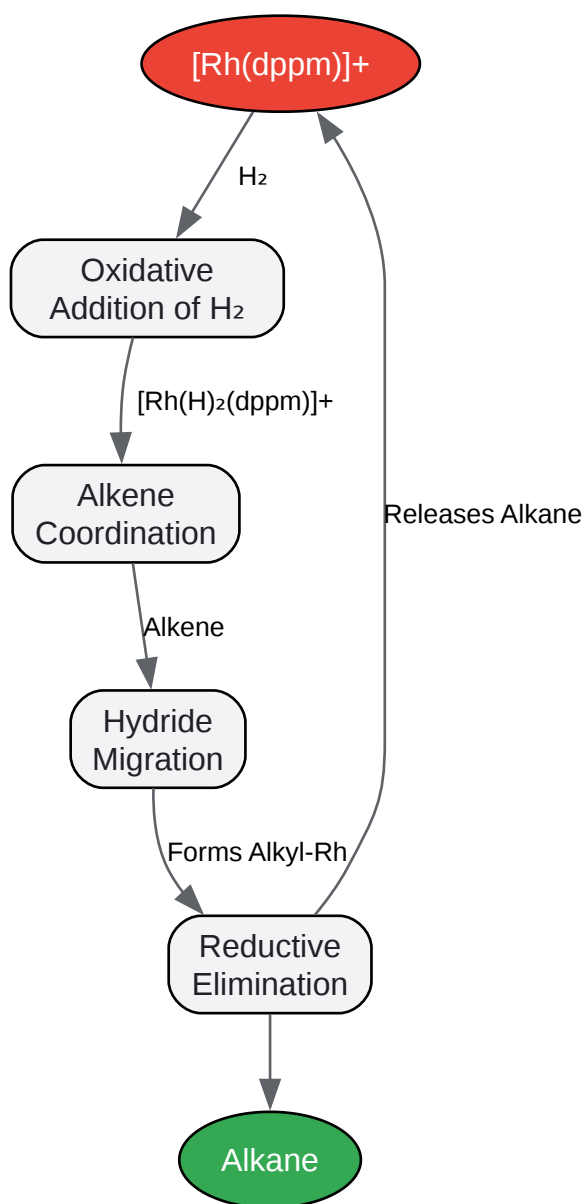 [Rh(dppm)]+
H₂
Oxidative
Addition of H₂
[Rh(H)₂(dppm)]+
Alkene
Coordination
Releases Alkane
Alkene
Hydride
Migration
Forms Alkyl-Rh
Reductive
Elimination
Alkane